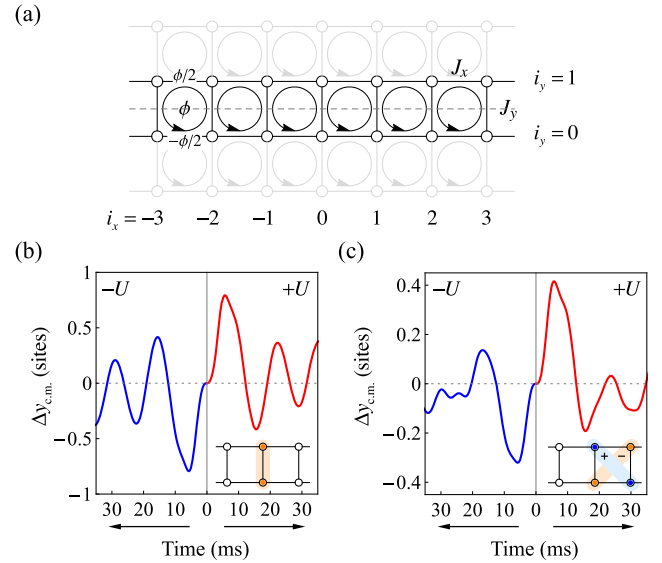 (a)
ϕ/2
J_x
i_y = 1
ϕ
J_y
−ϕ/2
i_y = 0
i_x = −3 −2 −1 0 1 2 3
(b)
(c)
−U +U
−U +U
Δy_c.m. (sites)
1
0.5
0
−0.5
−1
30 20 10 0 10 20 30
Time (ms)
Δy_c.m. (sites)
0.4
0.2
0
−0.2
−0.4
+ −
30 20 10 0 10 20 30
Time (ms)